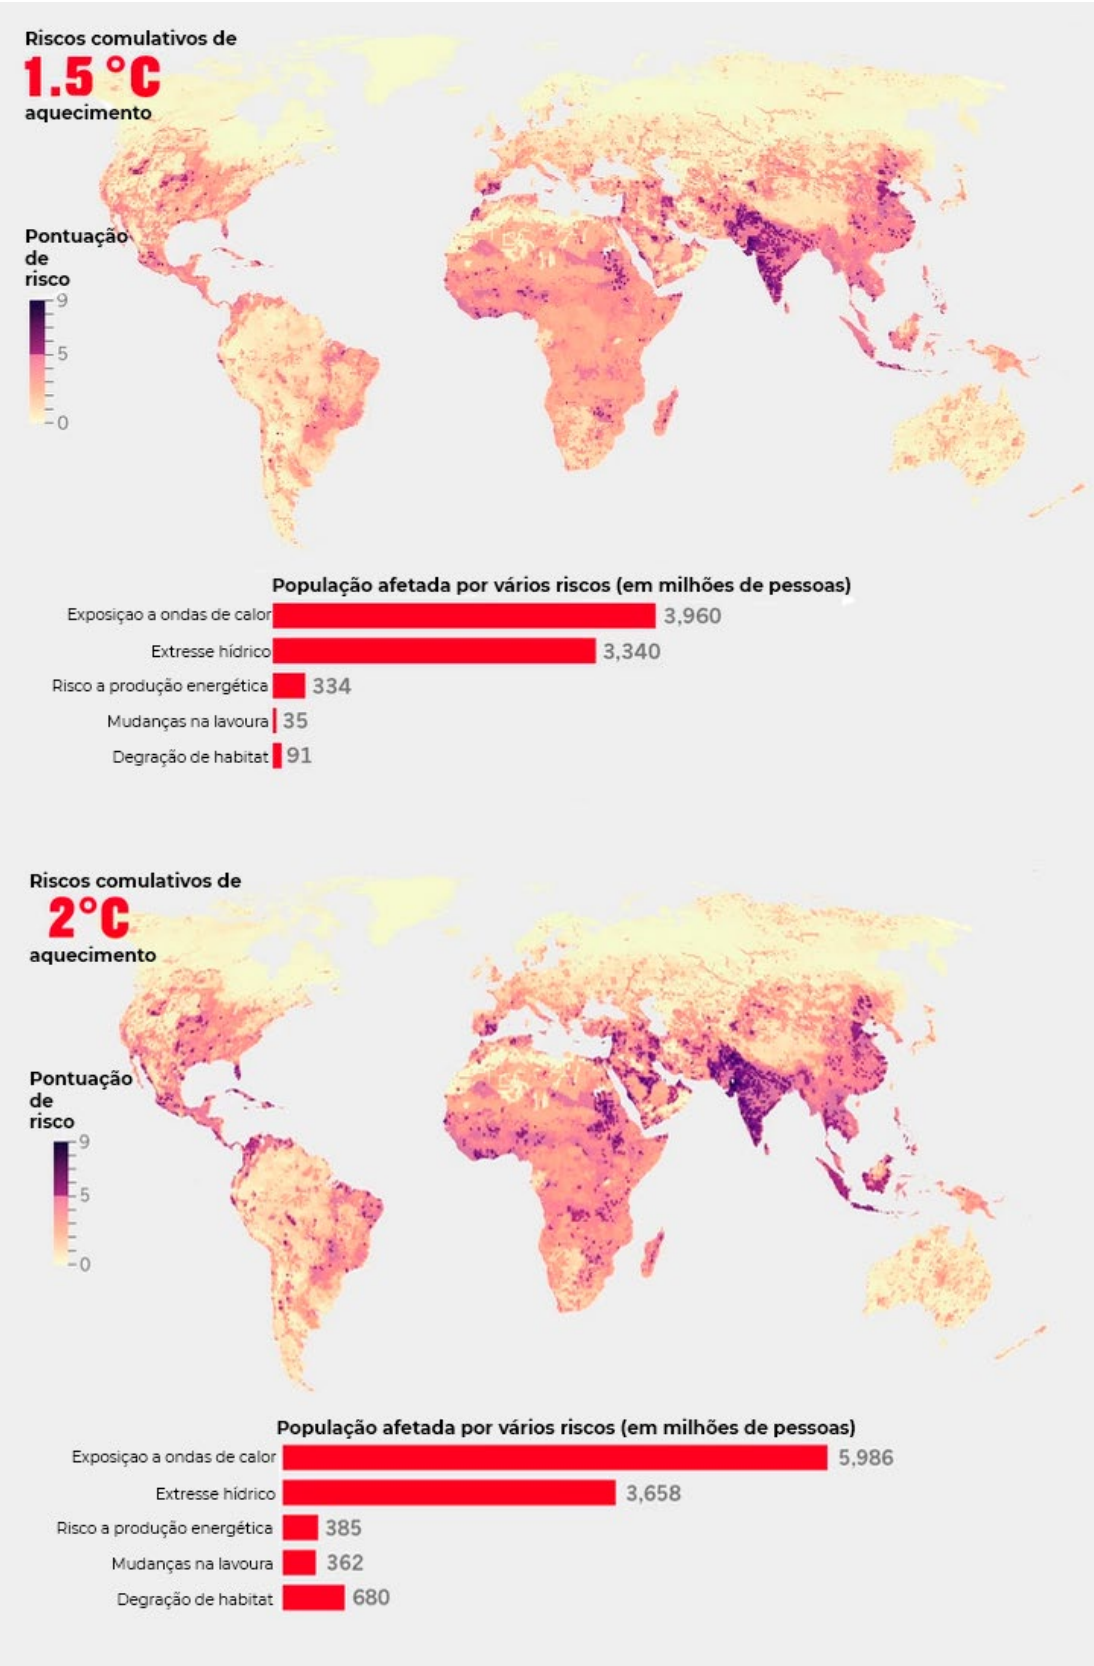 Riscos comulativos de
1.5 °C
aquecimento
Pontuação
de
risco
9
5
0
População afetada por vários riscos (em milhões de pessoas)
Exposiçao a ondas de calor 3,960
Extresse hídrico 3,340
Risco a produção energética 334
Mudanças na lavoura 35
Degração de habitat 91
Riscos comulativos de
2°C
aquecimento
Pontuação
de
risco
9
5
0
População afetada por vários riscos (em milhões de pessoas)
Exposiçao a ondas de calor 5,986
Extresse hídrico 3,658
Risco a produção energética 385
Mudanças na lavoura 362
Degração de habitat 680